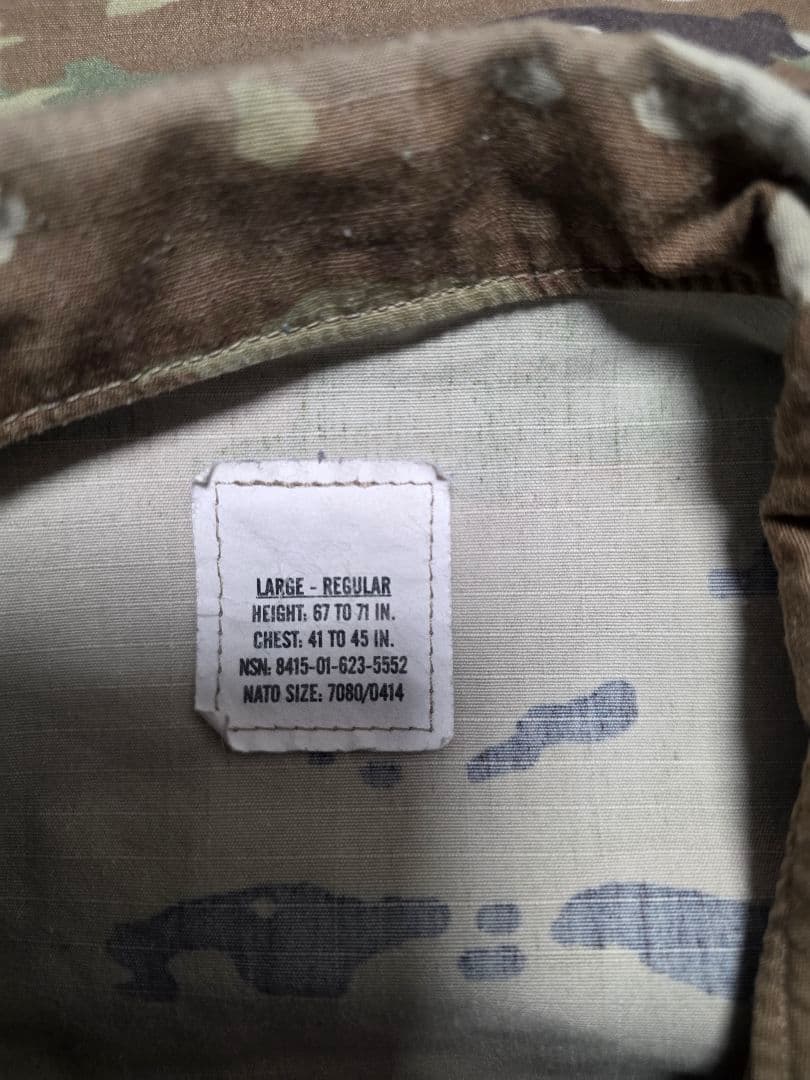 LARGE - REGULAR
HEIGHT: 67 TO 71 IN.
CHEST: 41 TO 45 IN.
NSN: 8415-01-623-5552
NATO SIZE: 7080/0414